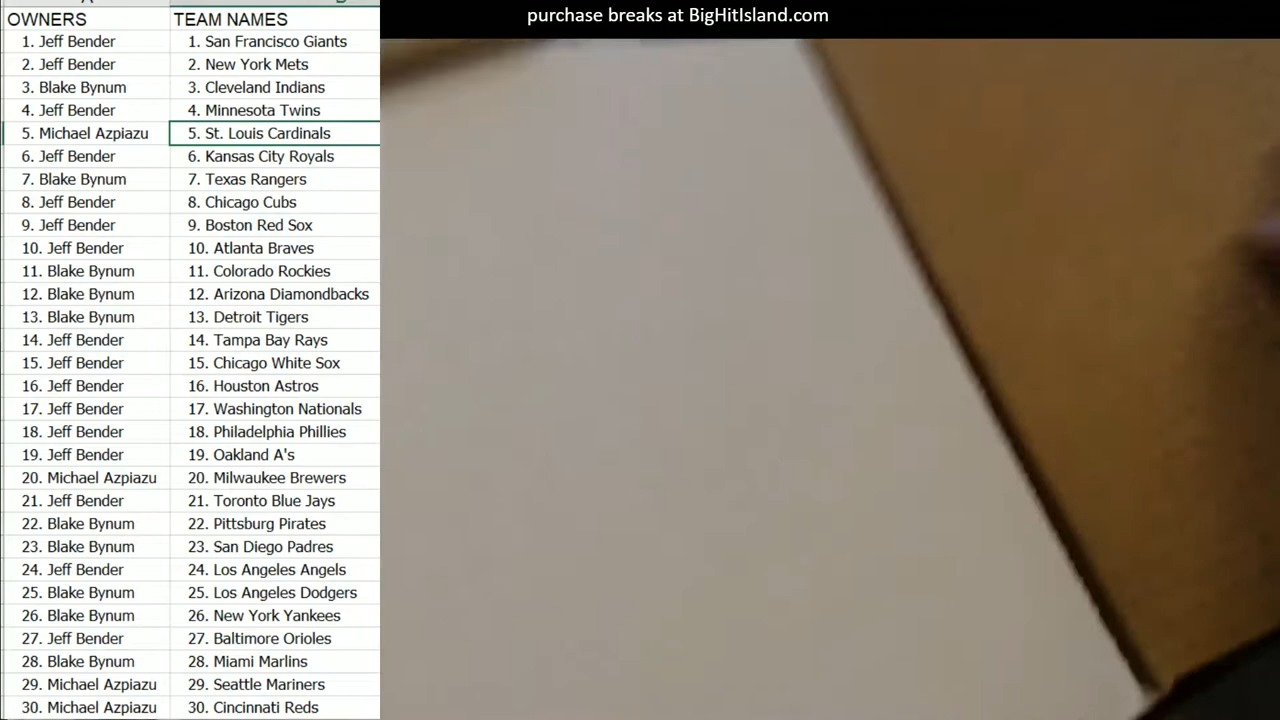 purchase breaks at BigHitIsland.com
OWNERS TEAM NAMES
1. Jeff Bender 1. San Francisco Giants
2. Jeff Bender 2. New York Mets
3. Blake Bynum 3. Cleveland Indians
4. Jeff Bender 4. Minnesota Twins
5. Michael Azpiazu 5. St. Louis Cardinals
6. Jeff Bender 6. Kansas City Royals
7. Blake Bynum 7. Texas Rangers
8. Jeff Bender 8. Chicago Cubs
9. Jeff Bender 9. Boston Red Sox
10. Jeff Bender 10. Atlanta Braves
11. Blake Bynum 11. Colorado Rockies
12. Blake Bynum 12. Arizona Diamondbacks
13. Blake Bynum 13. Detroit Tigers
14. Jeff Bender 14. Tampa Bay Rays
15. Jeff Bender 15. Chicago White Sox
16. Jeff Bender 16. Houston Astros
17. Jeff Bender 17. Washington Nationals
18. Jeff Bender 18. Philadelphia Phillies
19. Jeff Bender 19. Oakland A's
20. Michael Azpiazu 20. Milwaukee Brewers
21. Jeff Bender 21. Toronto Blue Jays
22. Blake Bynum 22. Pittsburg Pirates
23. Blake Bynum 23. San Diego Padres
24. Jeff Bender 24. Los Angeles Angels
25. Blake Bynum 25. Los Angeles Dodgers
26. Blake Bynum 26. New York Yankees
27. Jeff Bender 27. Baltimore Orioles
28. Blake Bynum 28. Miami Marlins
29. Michael Azpiazu 29. Seattle Mariners
30. Michael Azpiazu 30. Cincinnati Reds